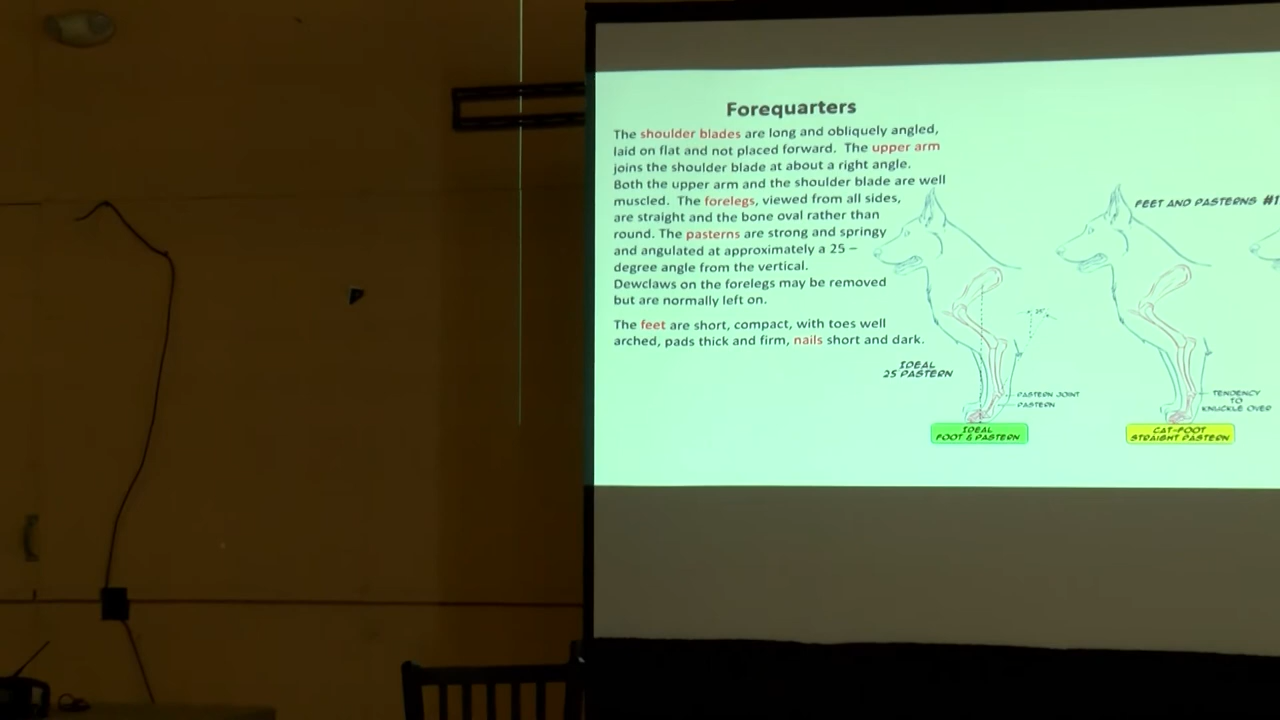 Forequarters
The shoulder blades are long and obliquely angled,
laid on flat and not placed forward. The upper arm
joins the shoulder blade at about a right angle.
Both the upper arm and the shoulder blade are well
muscled. The forelegs, viewed from all sides,
are straight and the bone oval rather than
round. The pasterns are strong and springy
and angulated at approximately a 25 –
degree angle from the vertical.
Dewclaws on the forelegs may be removed
but are normally left on.
The feet are short, compact, with toes well
arched, pads thick and firm, nails short and dark.
FEET AND PASTERNS #1
IDEAL
25 PASTERN
PASTERN JOINT
PASTERN
IDEAL
FOOT & PASTERN
TENDENCY
TO
KNUCKLE OVER
CAT-FOOT
STRAIGHT PASTERN